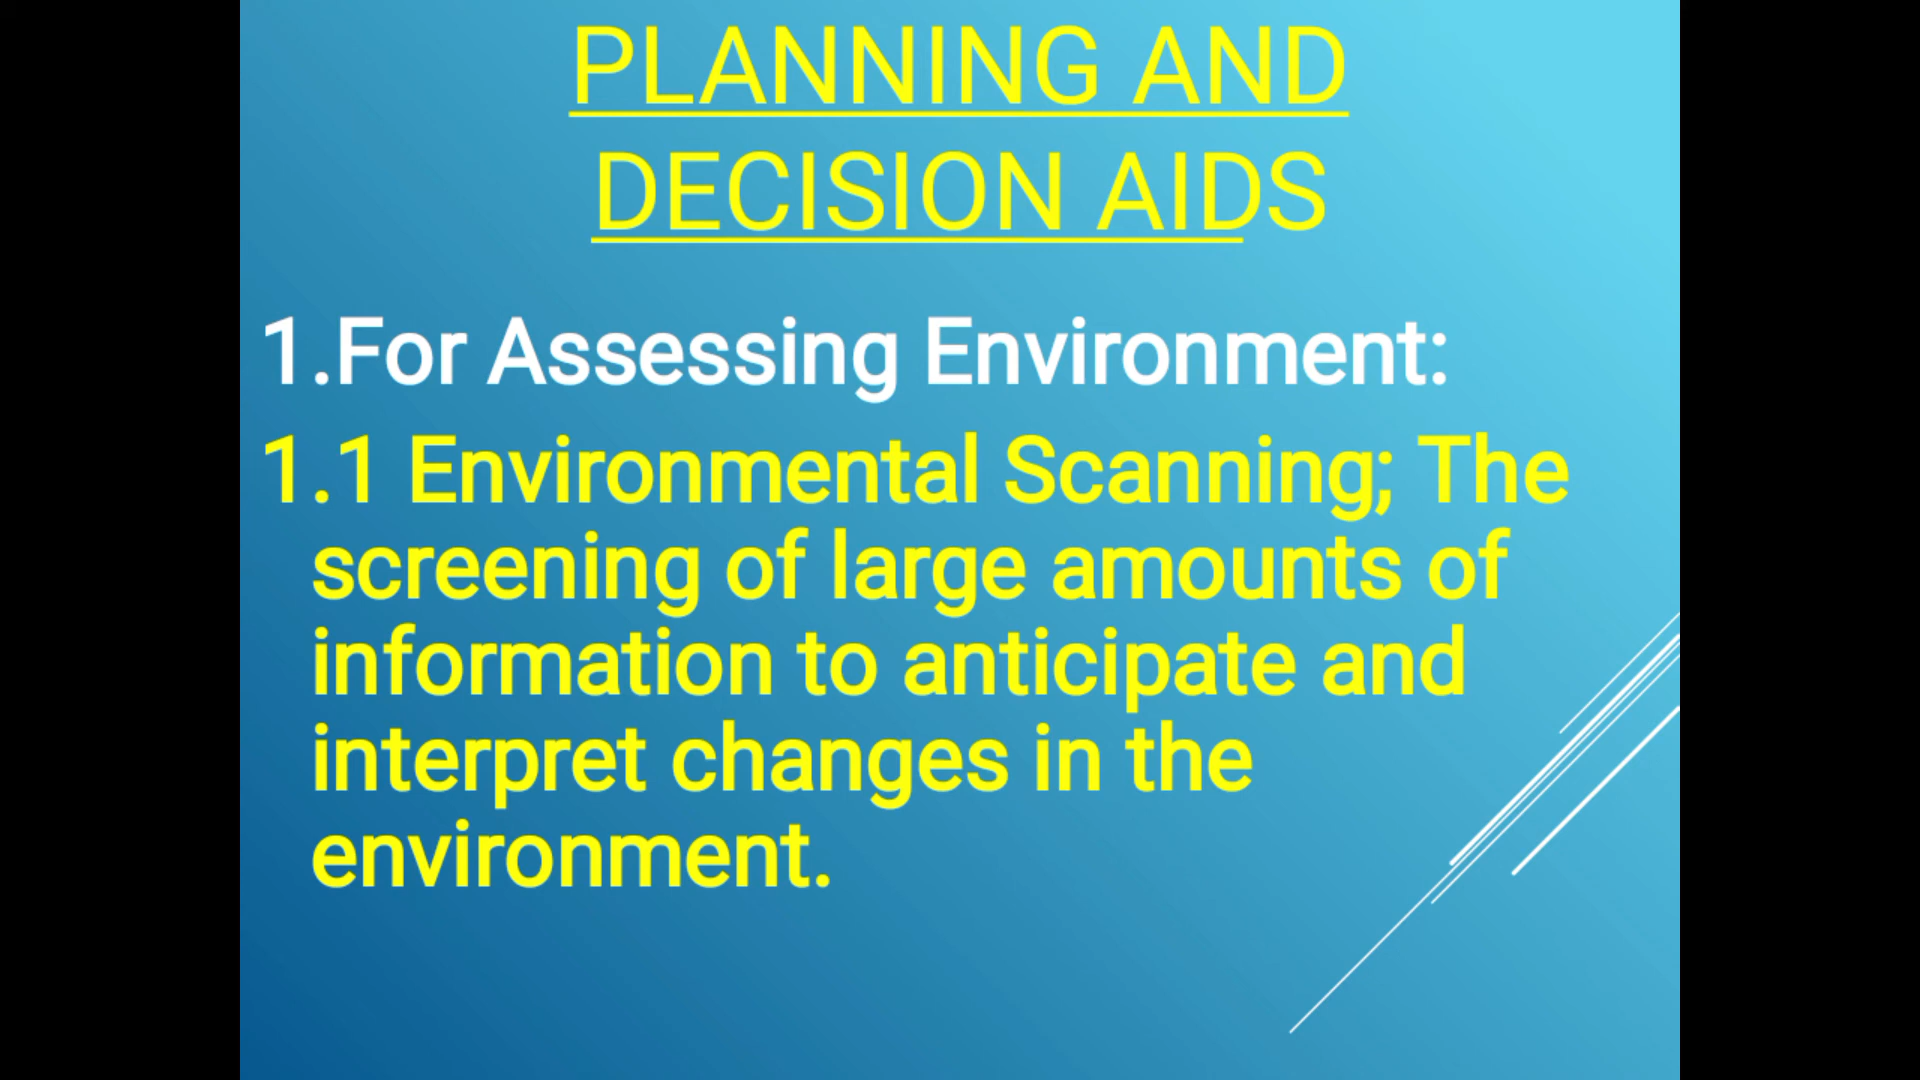 PLANNING AND
DECISION AIDS
1.For Assessing Environment:
1.1 Environmental Scanning; The
screening of large amounts of
information to anticipate and
interpret changes in the
environment.